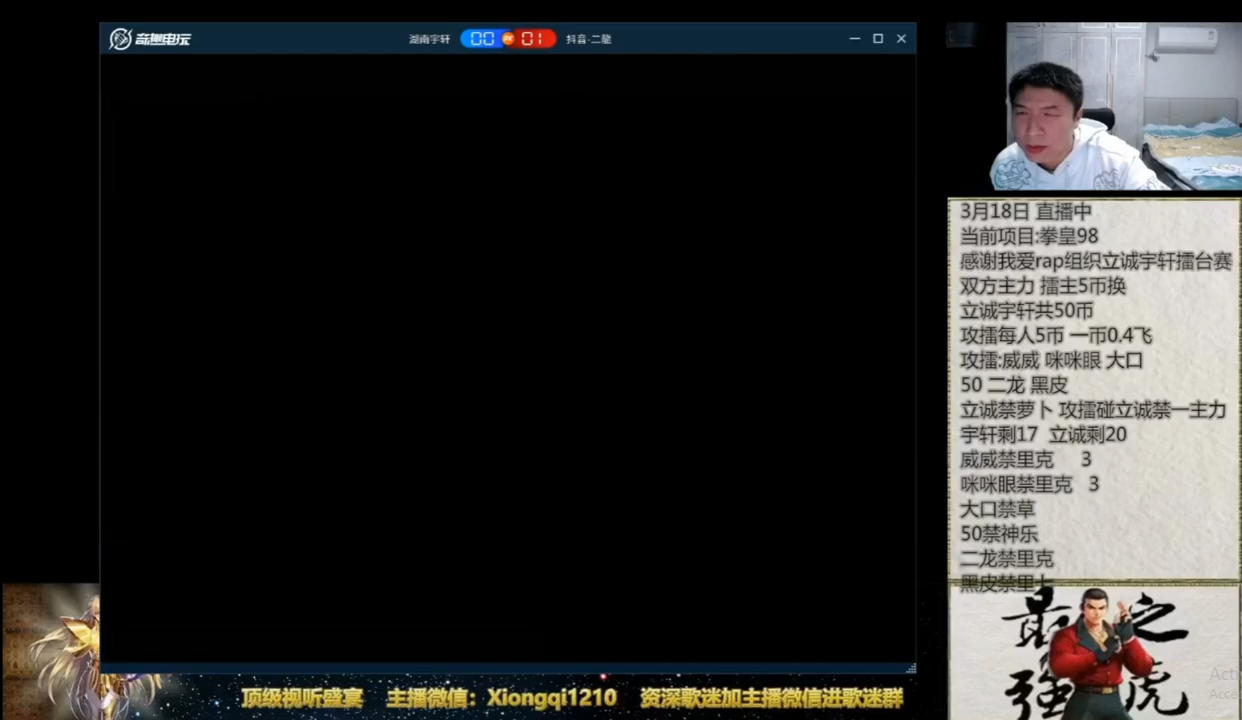 奇趣电玩
湖南宇轩 00 01 抖音-二龍
3月18日 直播中
当前项目:拳皇98
感谢我爱rap组织立诚宇轩擂台赛
双方主力 擂主5币换
立诚宇轩共50币
攻擂每人5币 一币0.4飞
攻擂:威威 咪咪眼 大口
50 二龙 黑皮
立诚禁萝卜 攻擂碰立诚禁一主力
宇轩剩17 立诚剩20
威威禁里克 3
咪咪眼禁里克 3
大口禁草
50禁神乐
二龙禁里克
黑皮禁里七
最强之虎
顶级视听盛宴 主播微信：Xiongqi1210 资深歌迷加主播微信进歌迷群